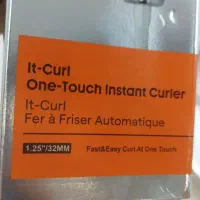 It-Curl
One-Touch Instant Curler
It-Curl
Fer à Friser Automatique
1.25"/32MM
Fast&Easy Curl At One Touch